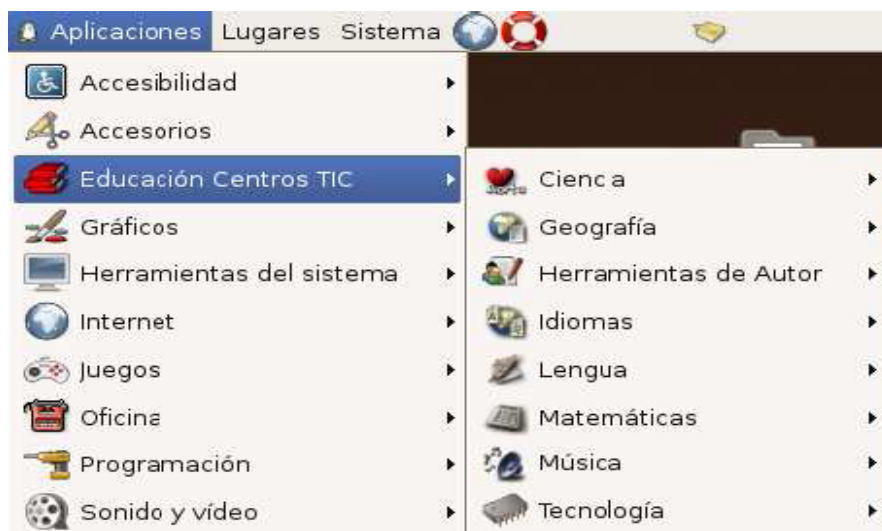 Aplicaciones Lugares Sistema
Accesibilidad
Accesorios
Educación Centros TIC
Gráficos
Herramientas del sistema
Internet
Juegos
Oficina
Programación
Sonido y vídeo
Ciencia
Geografía
Herramientas de Autor
Idiomas
Lengua
Matemáticas
Música
Tecnología